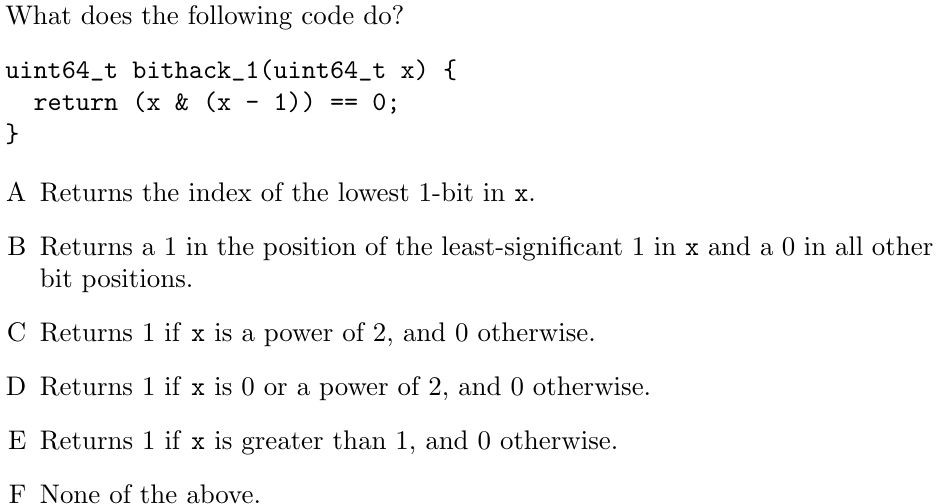 What does the following code do?
uint64_t bithack_1(uint64_t x) {
  return (x & (x - 1)) == 0;
}
A Returns the index of the lowest 1-bit in x.
B Returns a 1 in the position of the least-significant 1 in x and a 0 in all other
bit positions.
C Returns 1 if x is a power of 2, and 0 otherwise.
D Returns 1 if x is 0 or a power of 2, and 0 otherwise.
E Returns 1 if x is greater than 1, and 0 otherwise.
F None of the above.